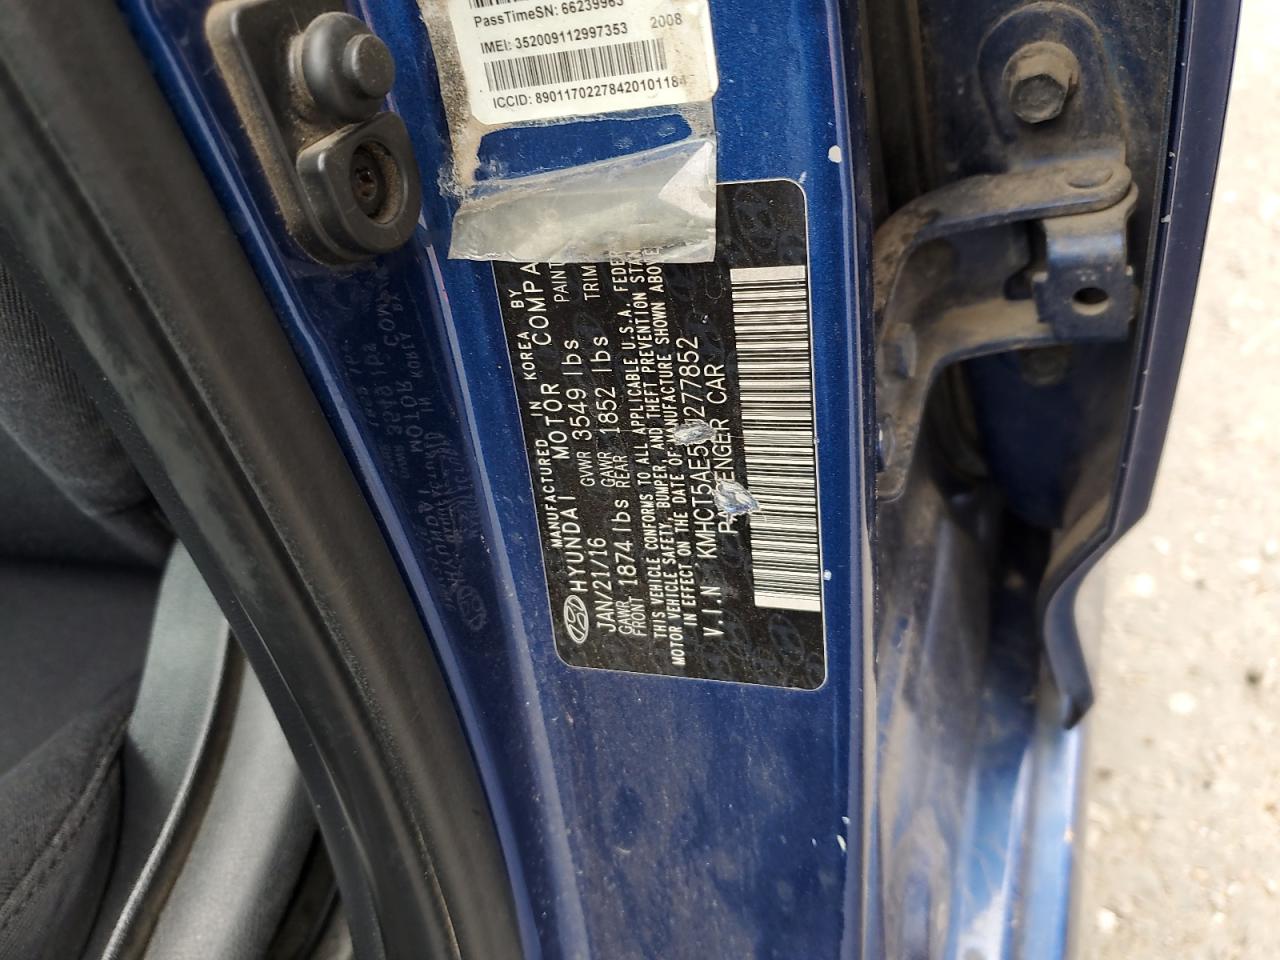 PassTimeSN: 66239963
2008
IMEI: 352009112997353
ICCID: 8901170227842010118
MANUFACTURED IN KOREA BY
HYUNDAI MOTOR COMPA
JAN/21/16 GVWR 3549 lbs PAINT
GAWR FRONT 1874 lbs GAWR REAR 1852 lbs TRIM
THIS VEHICLE CONFORMS TO ALL APPLICABLE U.S.A. FEDE
MOTOR VEHICLE SAFETY, BUMPER AND THEFT PREVENTION STAN
IN EFFECT ON THE DATE OF MANUFACTURE SHOWN ABOVE
V.I.N KMHCT5AE5 277852
CAR